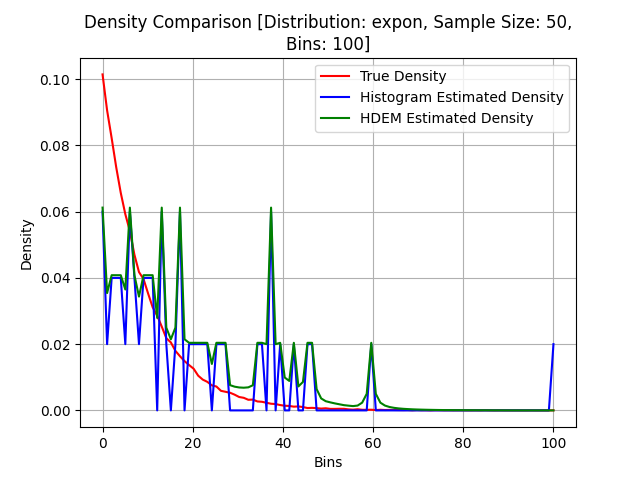 Density Comparison [Distribution: expon, Sample Size: 50,
Bins: 100]
True Density
Histogram Estimated Density
HDEM Estimated Density
Density
0.10
0.08
0.06
0.04
0.02
0.00
0 20 40 60 80 100
Bins